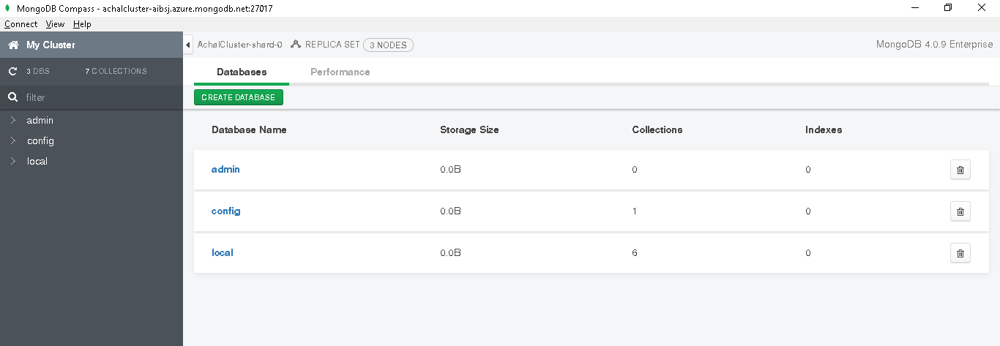 MongoDB Compass - achalcluster-aibsj.azure.mongodb.net:27017
Connect View Help
My Cluster
AchalCluster-shard-0 REPLICA SET 3 NODES
MongoDB 4.0.9 Enterprise
3 DBS 7 COLLECTIONS
filter
admin
config
local
Databases Performance
CREATE DATABASE
Database Name Storage Size Collections Indexes
admin 0.0B 0 0
config 0.0B 1 0
local 0.0B 6 0